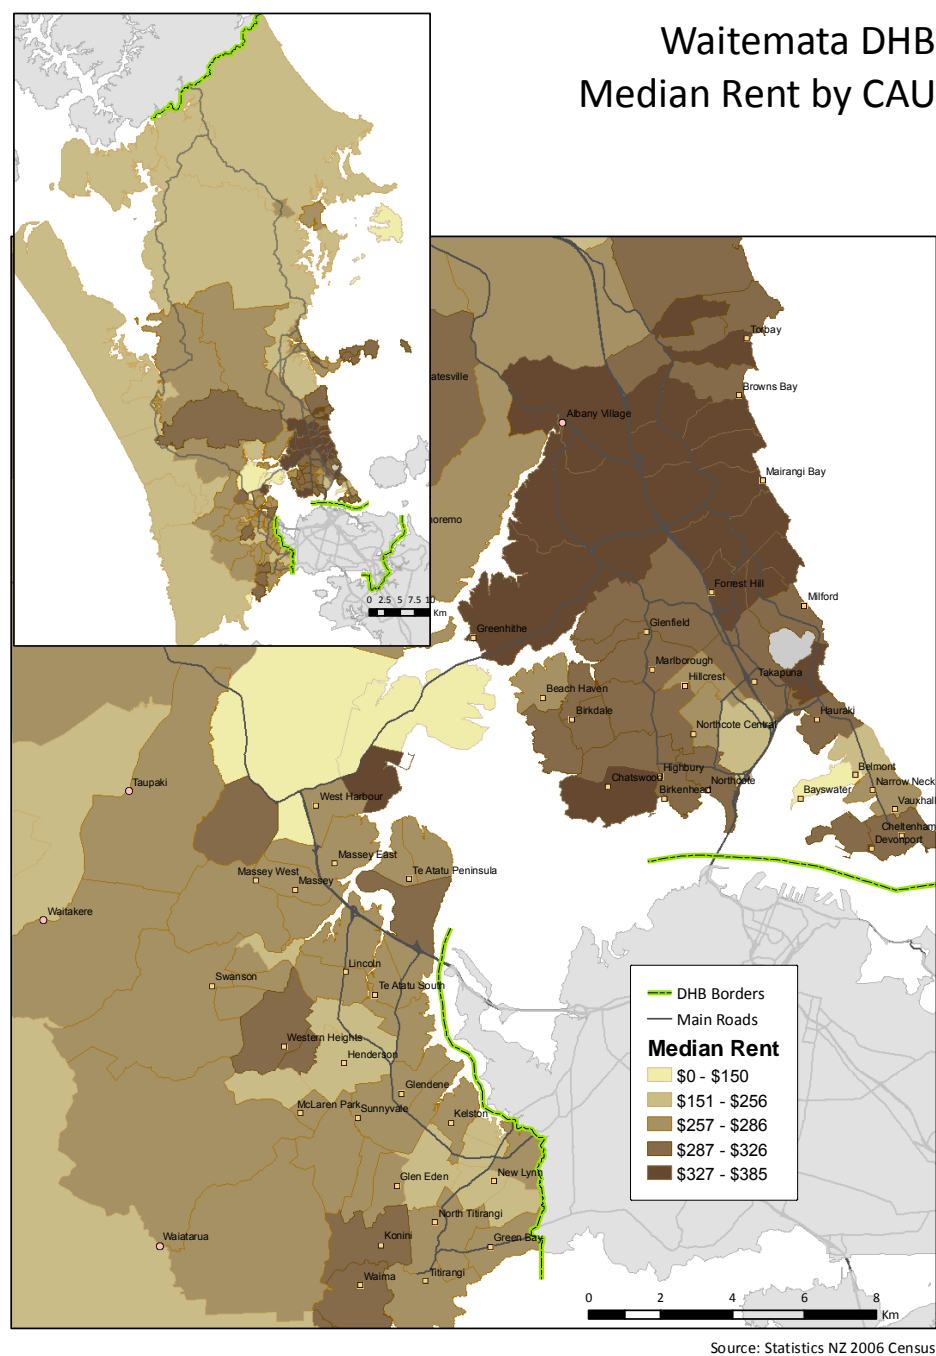 Waitemata DHB
Median Rent by CAU
0 2.5 5 7.5 10
Km
Torbay
atesville
Browns Bay
Albany Village
Mairangi Bay
noremo
Forrest Hill
Milford
Greenhithe
Glenfield
Marlborough
Takapuna
Hillcrest
Beach Haven
Birkdale
Hauraki
Northcote Central
Belmont
Highbury
Chatswood
Northcote
Narrow Neck
Taupaki
Birkenhead
Bayswater
West Harbour
Vauxhall
Cheltenham
Devonport
Massey East
Massey West
Te Atatu Peninsula
Massey
Waitakere
Lincoln
Swanson
Te Atatu South
DHB Borders
Main Roads
Western Heights
Median Rent
Henderson
$0 - $150
Glendene
$151 - $256
McLaren Park
Sunnyvale
Kelston
$257 - $286
$287 - $326
Glen Eden
New Lynn
$327 - $385
North Titirangi
Waiatarua
Konini
Green Bay
Waima
Titirangi
0 2 4 6 8
Km
Source: Statistics NZ 2006 Census